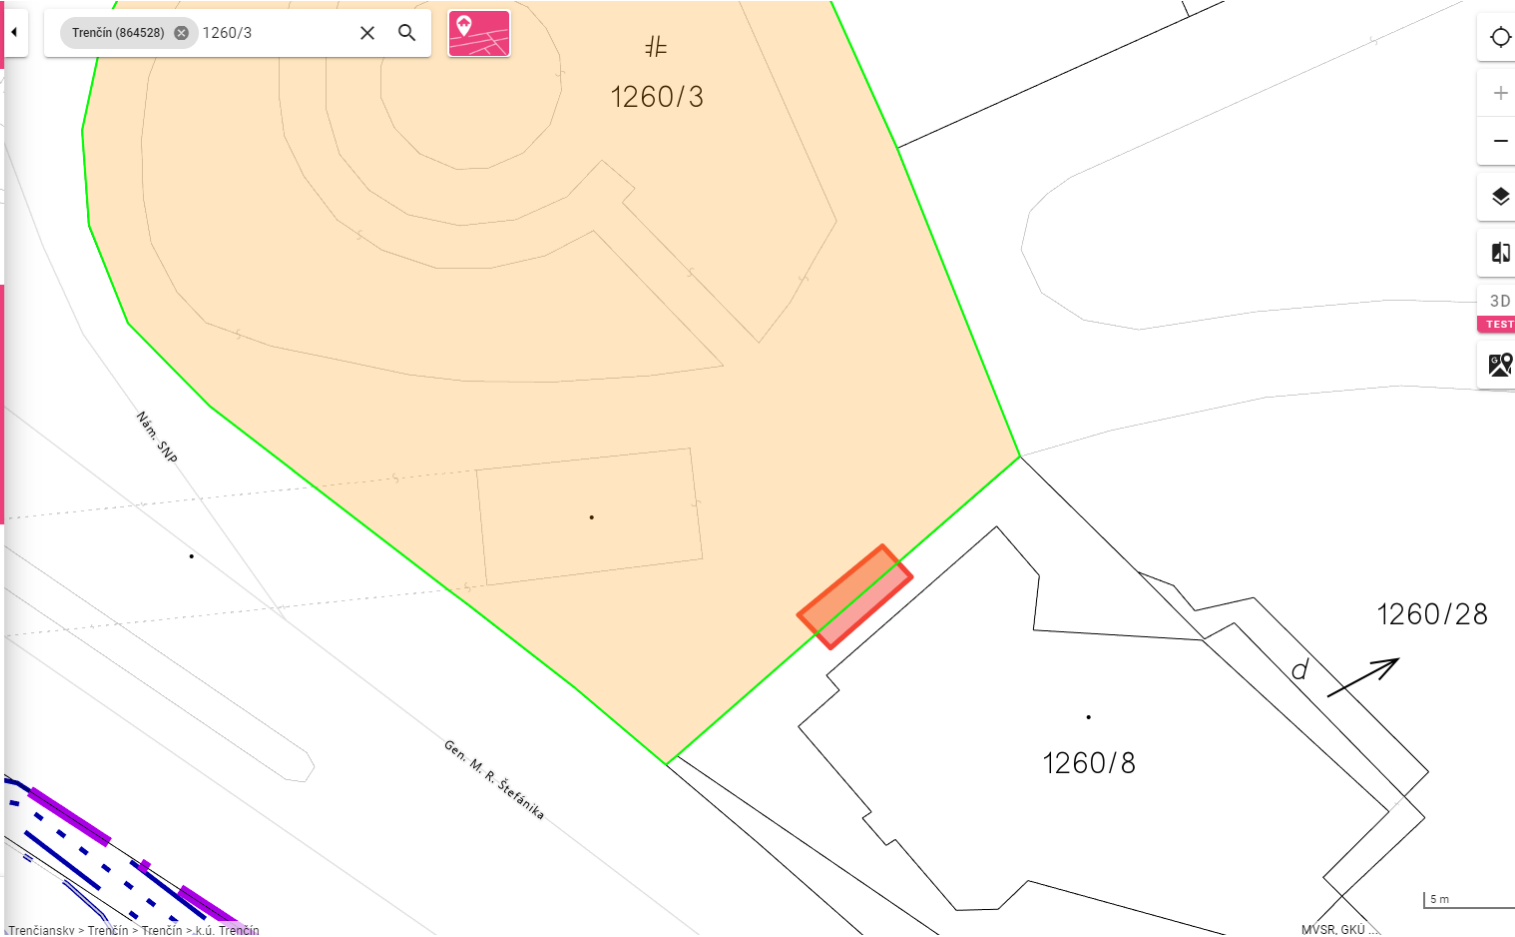 Trenčín (864528) 1260/3
1260/3
3D
TEST
Nám. SNP
1260/28
d
1260/8
Gen. M. R. Štefánika
5 m
Trenčiansky > Trenčín > Trenčín > k.ú. Trenčín
MVSR, GKÚ ...